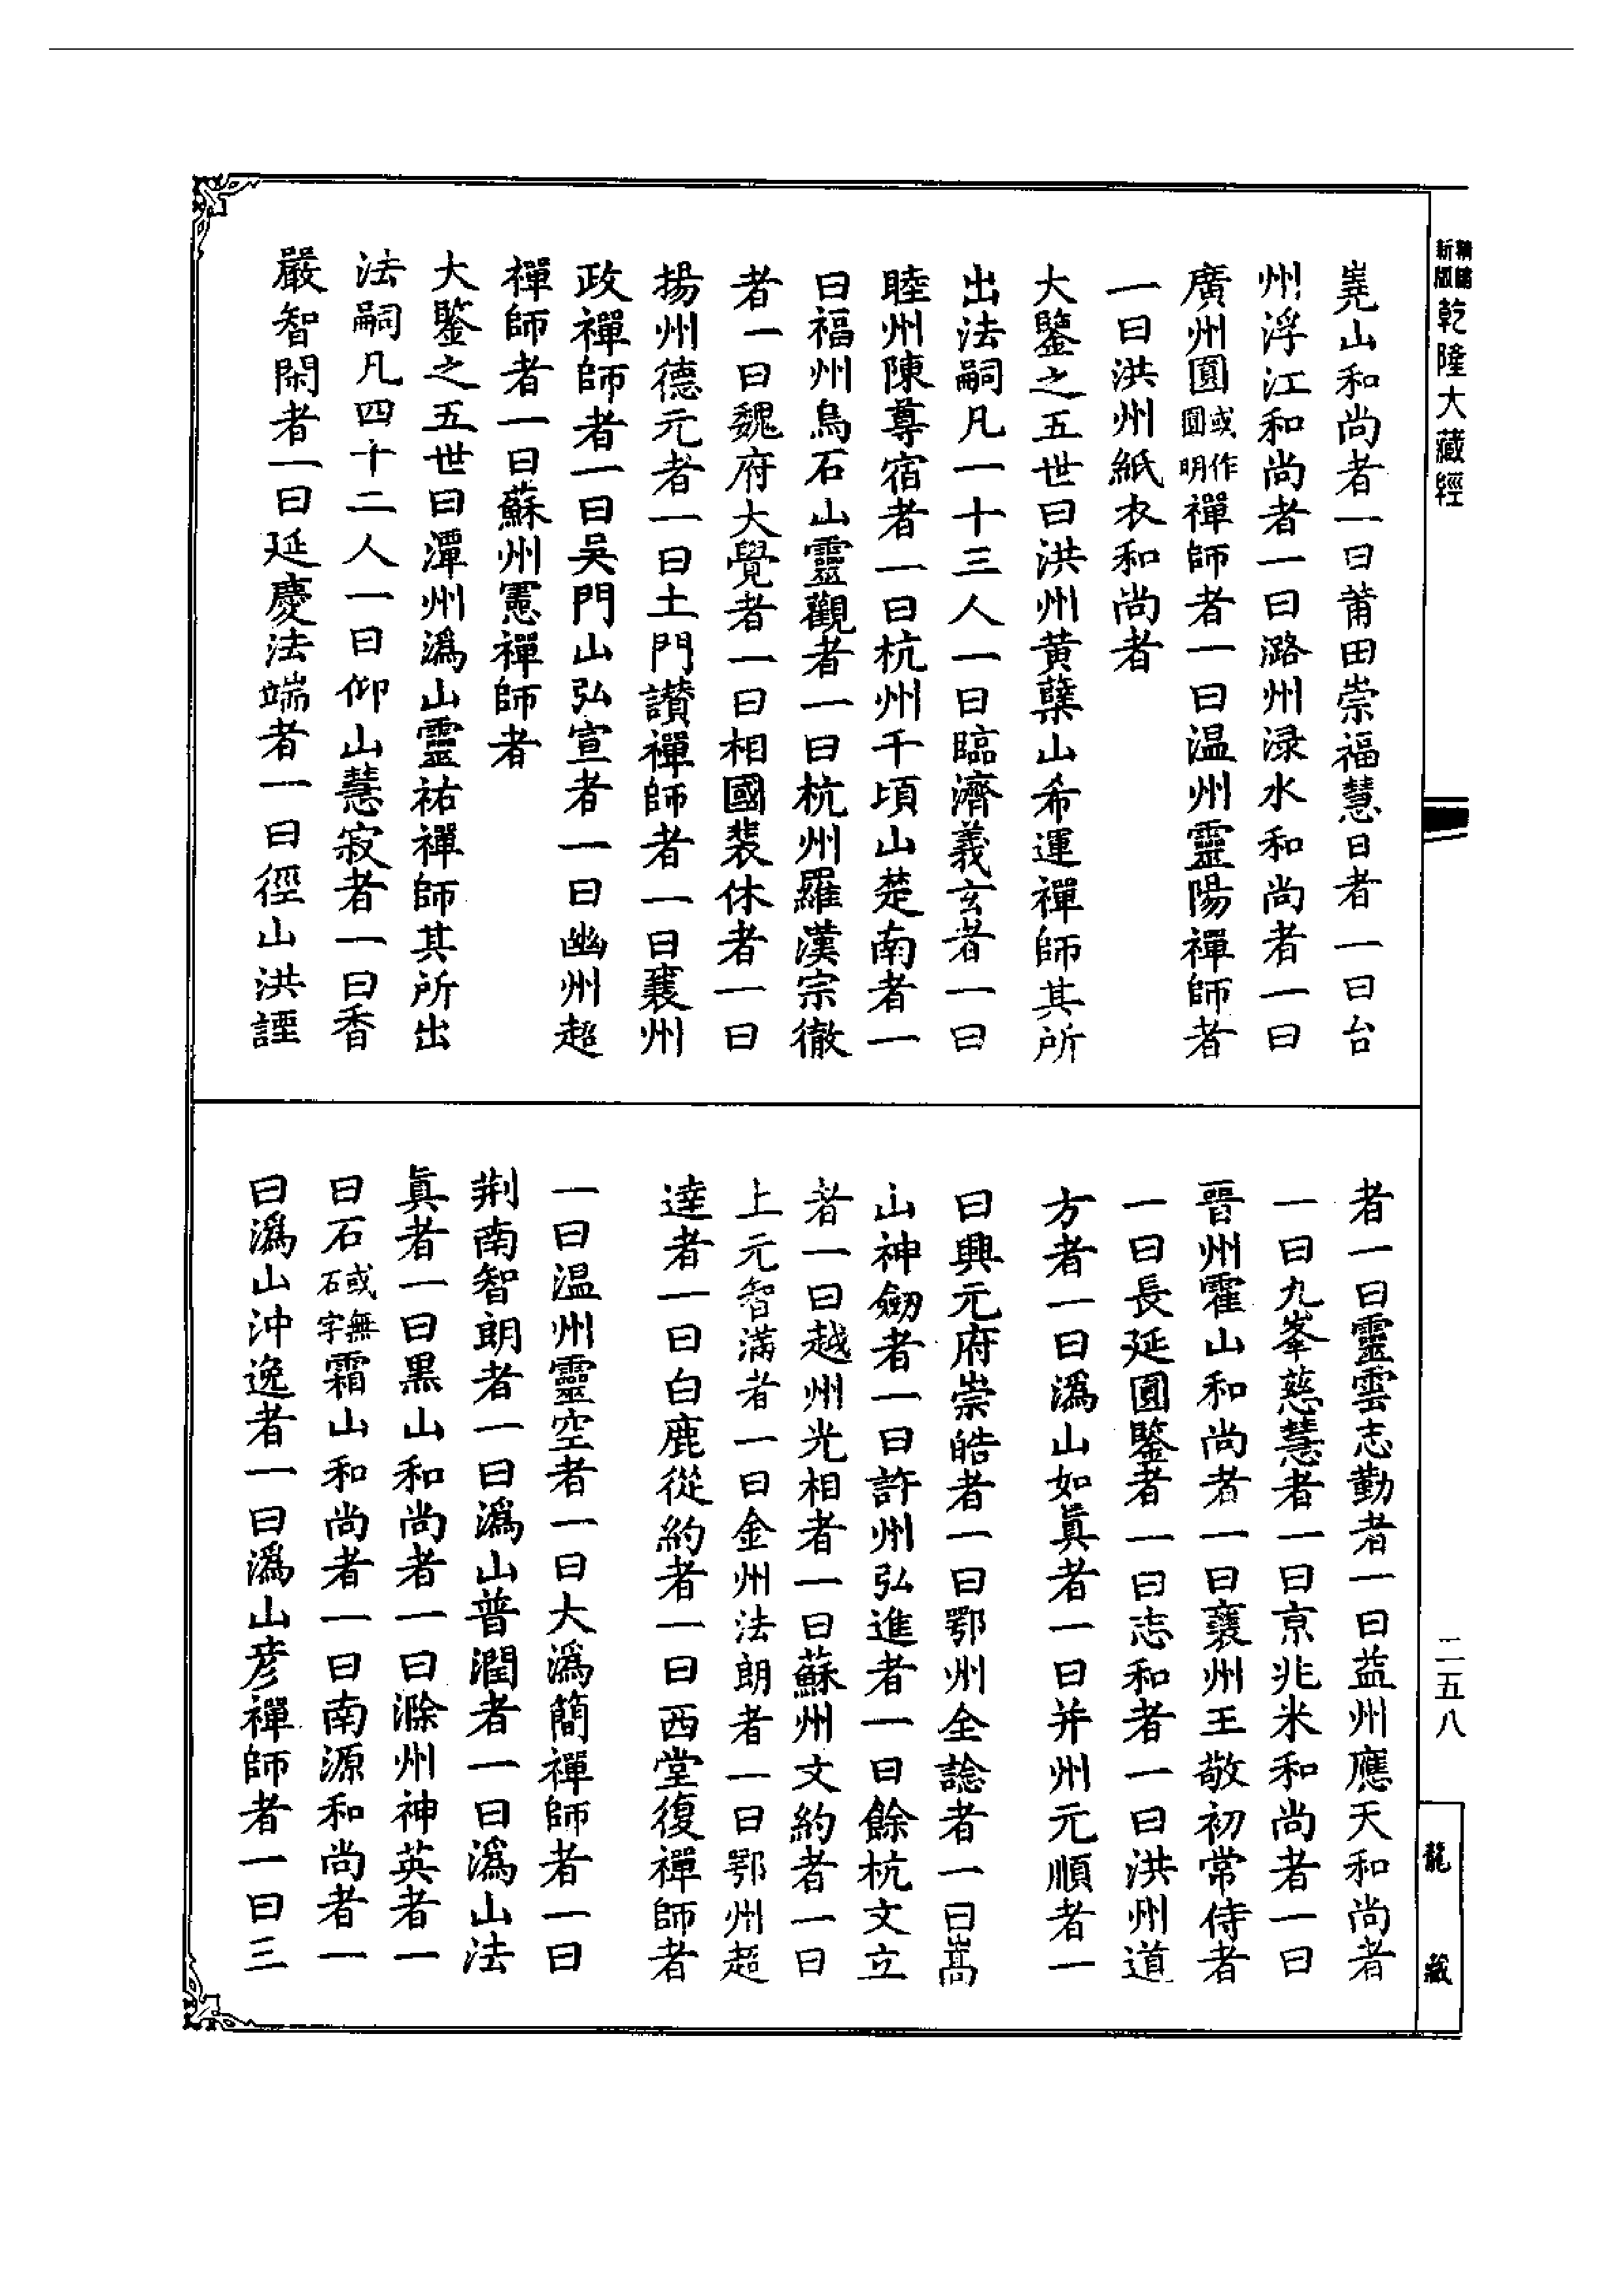 嶤山和尚者一曰莆田崇福慧日者一曰台
州浮江和尚者一曰潞州淥水和尚者一曰
廣州圓或作圓明禪師者一曰温州靈陽禪師者
一曰洪州紙衣和尚者
大鑒之五世曰洪州黄蘗山希運禪師其所
出法嗣凡一十三人一曰臨濟義玄者一曰
睦州陳尊宿者一曰杭州千頃山楚南者一
曰福州烏石山靈觀者一曰杭州羅漢宗徹
者一曰魏府大覺者一曰相國裴休者一曰
揚州德元者一曰土門讚禪師者一曰襄州
政禪師者一曰吳門山弘宣者一曰幽州超
禪師者一曰蘇州憲禪師者
大鑒之五世曰潭州潙山靈祐禪師其所出
法嗣凡四十二人一曰仰山慧寂者一曰香
嚴智閑者一曰延慶法端者一曰徑山洪諲
者一曰靈雲志勤者一曰益州應天和尚者
一曰九峯慈慧者一曰京兆米和尚者一曰
晉州霍山和尚者一曰襄州王敬初常侍者
一曰長延圓鑒者一曰志和者一曰洪州道
方者一曰潙山如眞者一曰并州元順者一
曰興元府崇皓者一曰鄂州全諗者一曰嵩
山神劒者一曰許州弘進者一曰餘杭文立
者一曰越州光相者一曰蘇州文約者一曰
上元智滿者一曰金州法朗者一曰鄂州超
達者一曰白鹿從約者一曰西堂復禪師者
一曰温州靈空者一曰大潙簡禪師者一曰
荆南智朗者一曰潙山普潤者一曰潙山法
眞者一曰黑山和尚者一曰滁州神英者一
曰石或無石字霜山和尚者一曰南源和尚者一
曰潙山沖逸者一曰潙山彦禪師者一曰三
新版精縮乾隆大藏經
二五八
龍藏